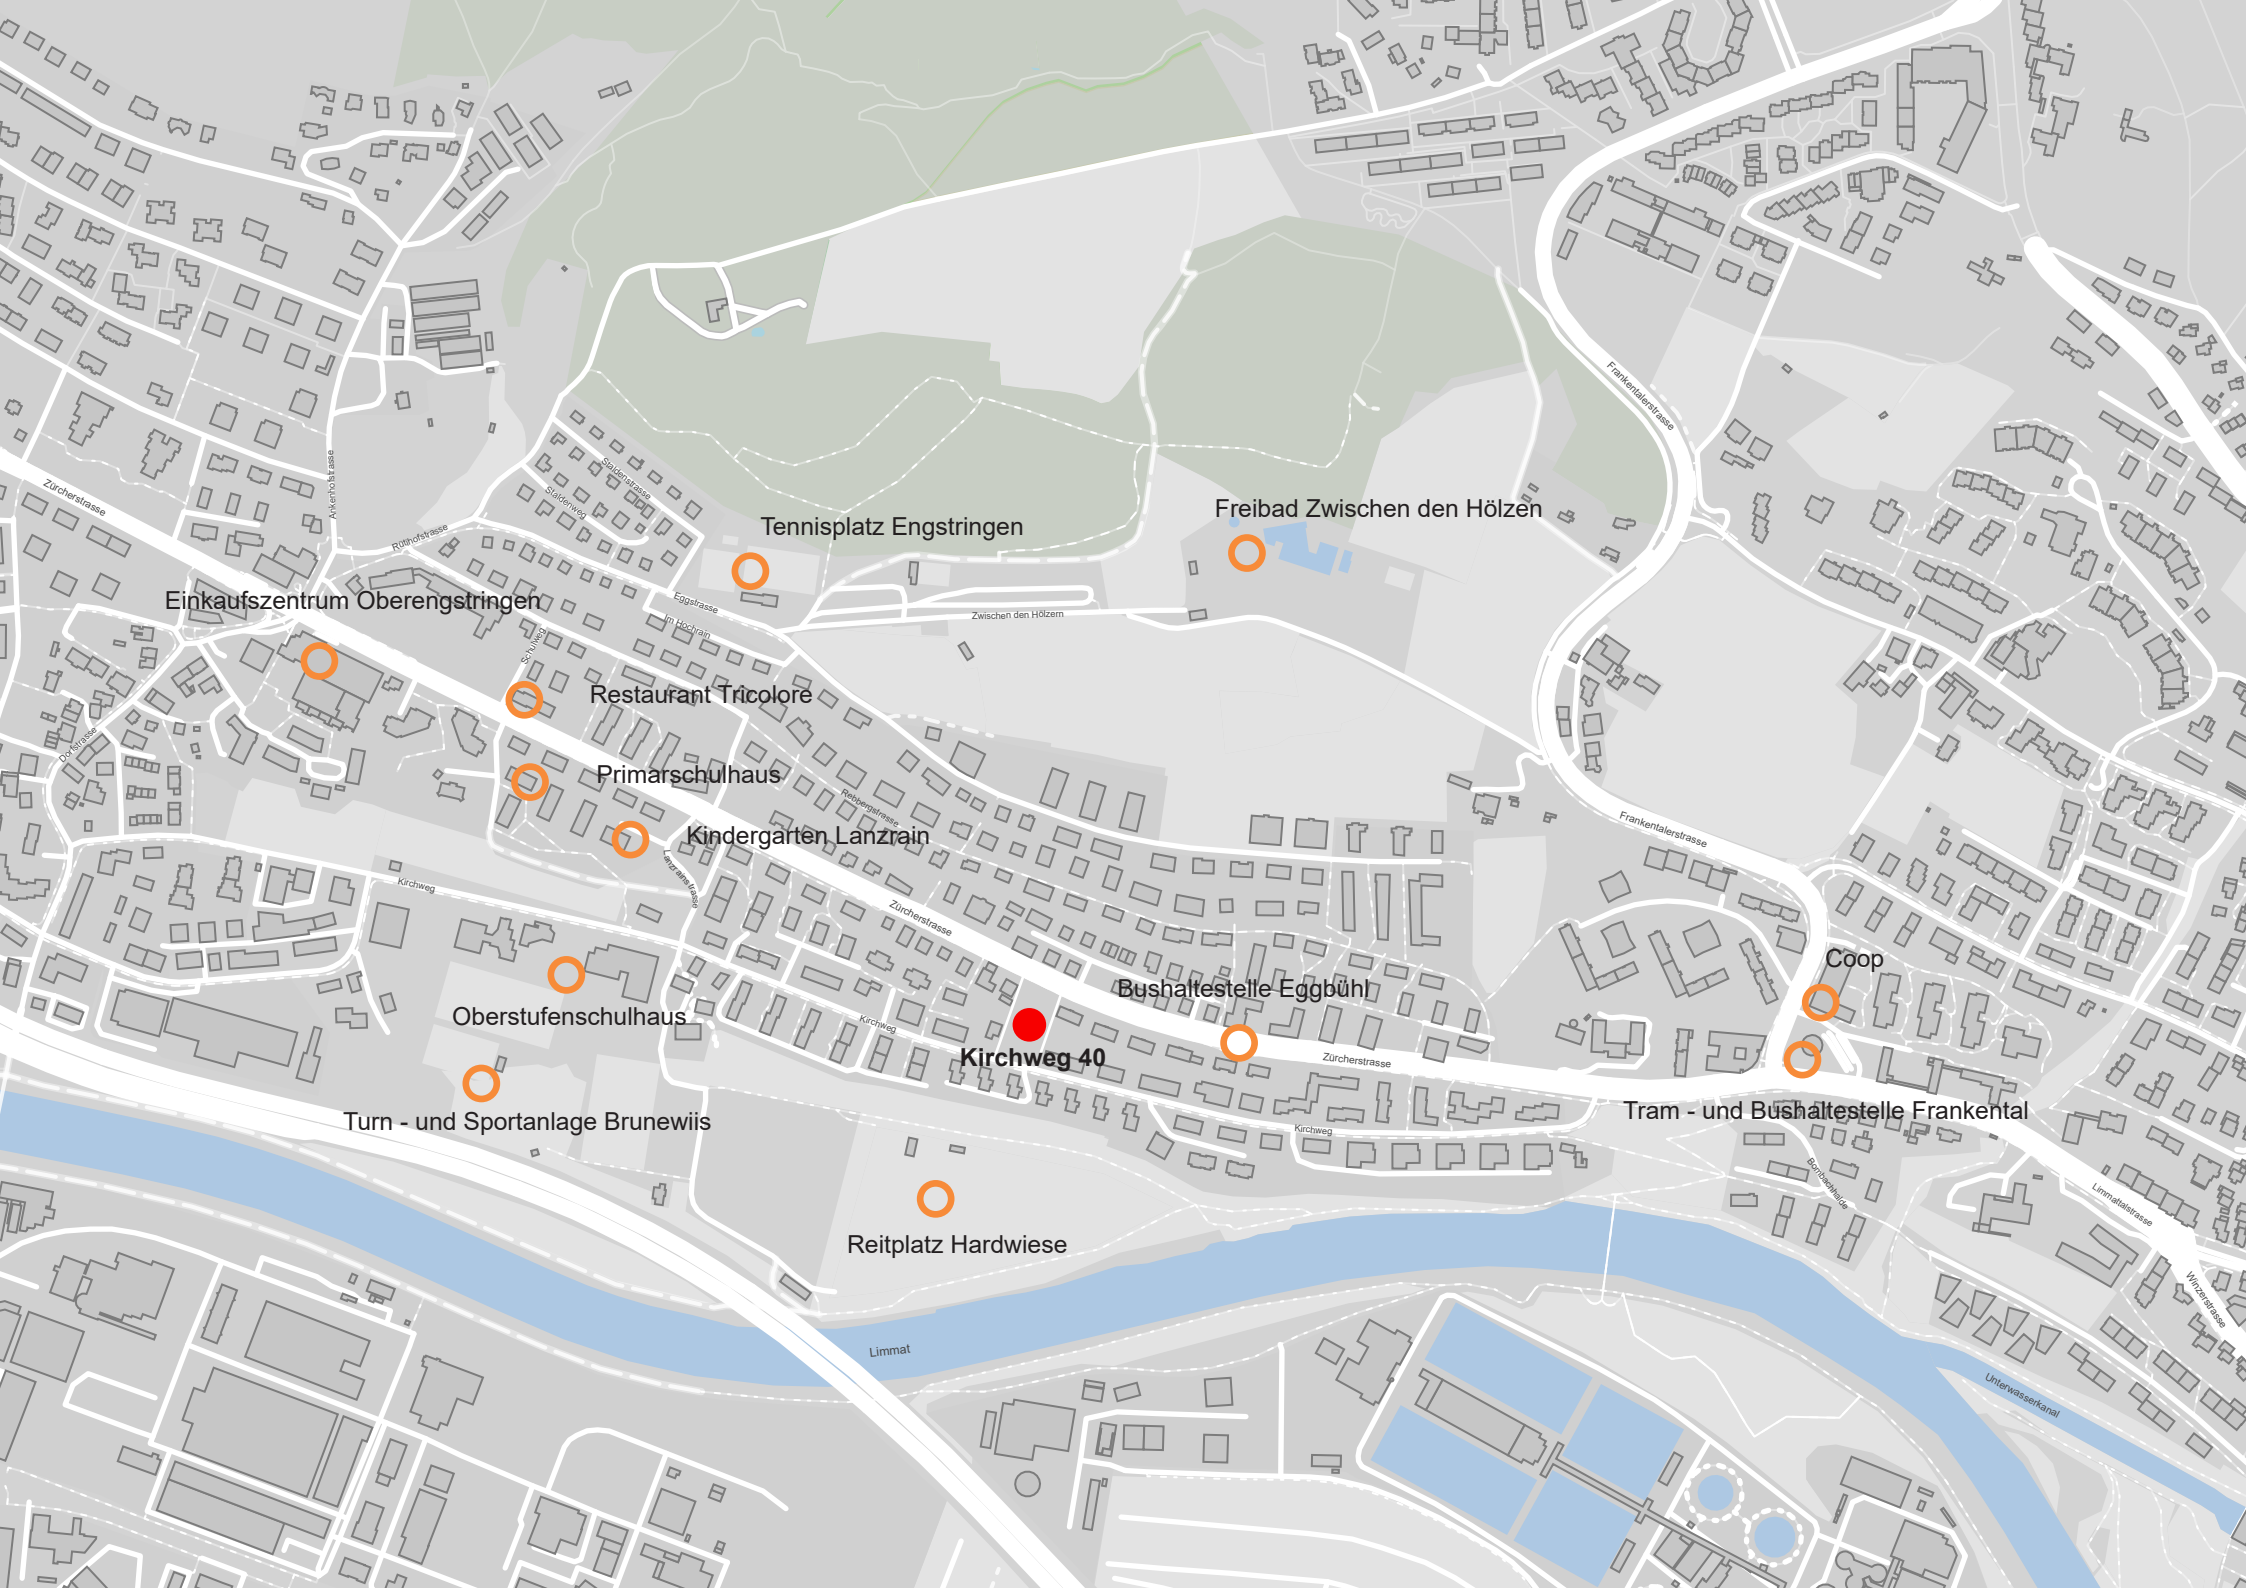 Frankentalerstrasse
Staldenstrasse
Staldenweg
Ankenhofstrasse
Zürcherstrasse
Rütihofstrasse
Tennisplatz Engstringen
Freibad Zwischen den Hölzen
Einkaufszentrum Oberengstringen
Eggstrasse
Im Hochrain
Zwischen den Hölzern
Schulweg
Restaurant Tricolore
Dorfstrasse
Primarschulhaus
Rebbergstrasse
Kindergarten Lanzrain
Frankentalerstrasse
Lanzrainstrasse
Kirchweg
Zürcherstrasse
Coop
Bushaltestelle Eggbühl
Oberstufenschulhaus
Kirchweg
Kirchweg 40
Zürcherstrasse
Turn - und Sportanlage Brunewiis
Tram - und Bushaltestelle Frankental
Kirchweg
Bombachhalde
Limmattalstrasse
Reitplatz Hardwiese
Winzerstrasse
Limmat
Unterwasserkanal